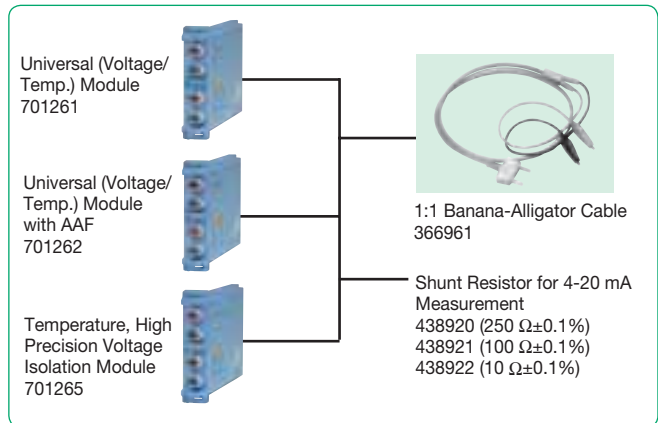 Universal (Voltage/
Temp.) Module
701261
Universal (Voltage/
Temp.) Module
with AAF
701262
Temperature, High
Precision Voltage
Isolation Module
701265
1:1 Banana-Alligator Cable
366961
Shunt Resistor for 4-20 mA
Measurement
438920 (250 Ω±0.1%)
438921 (100 Ω±0.1%)
438922 (10 Ω±0.1%)